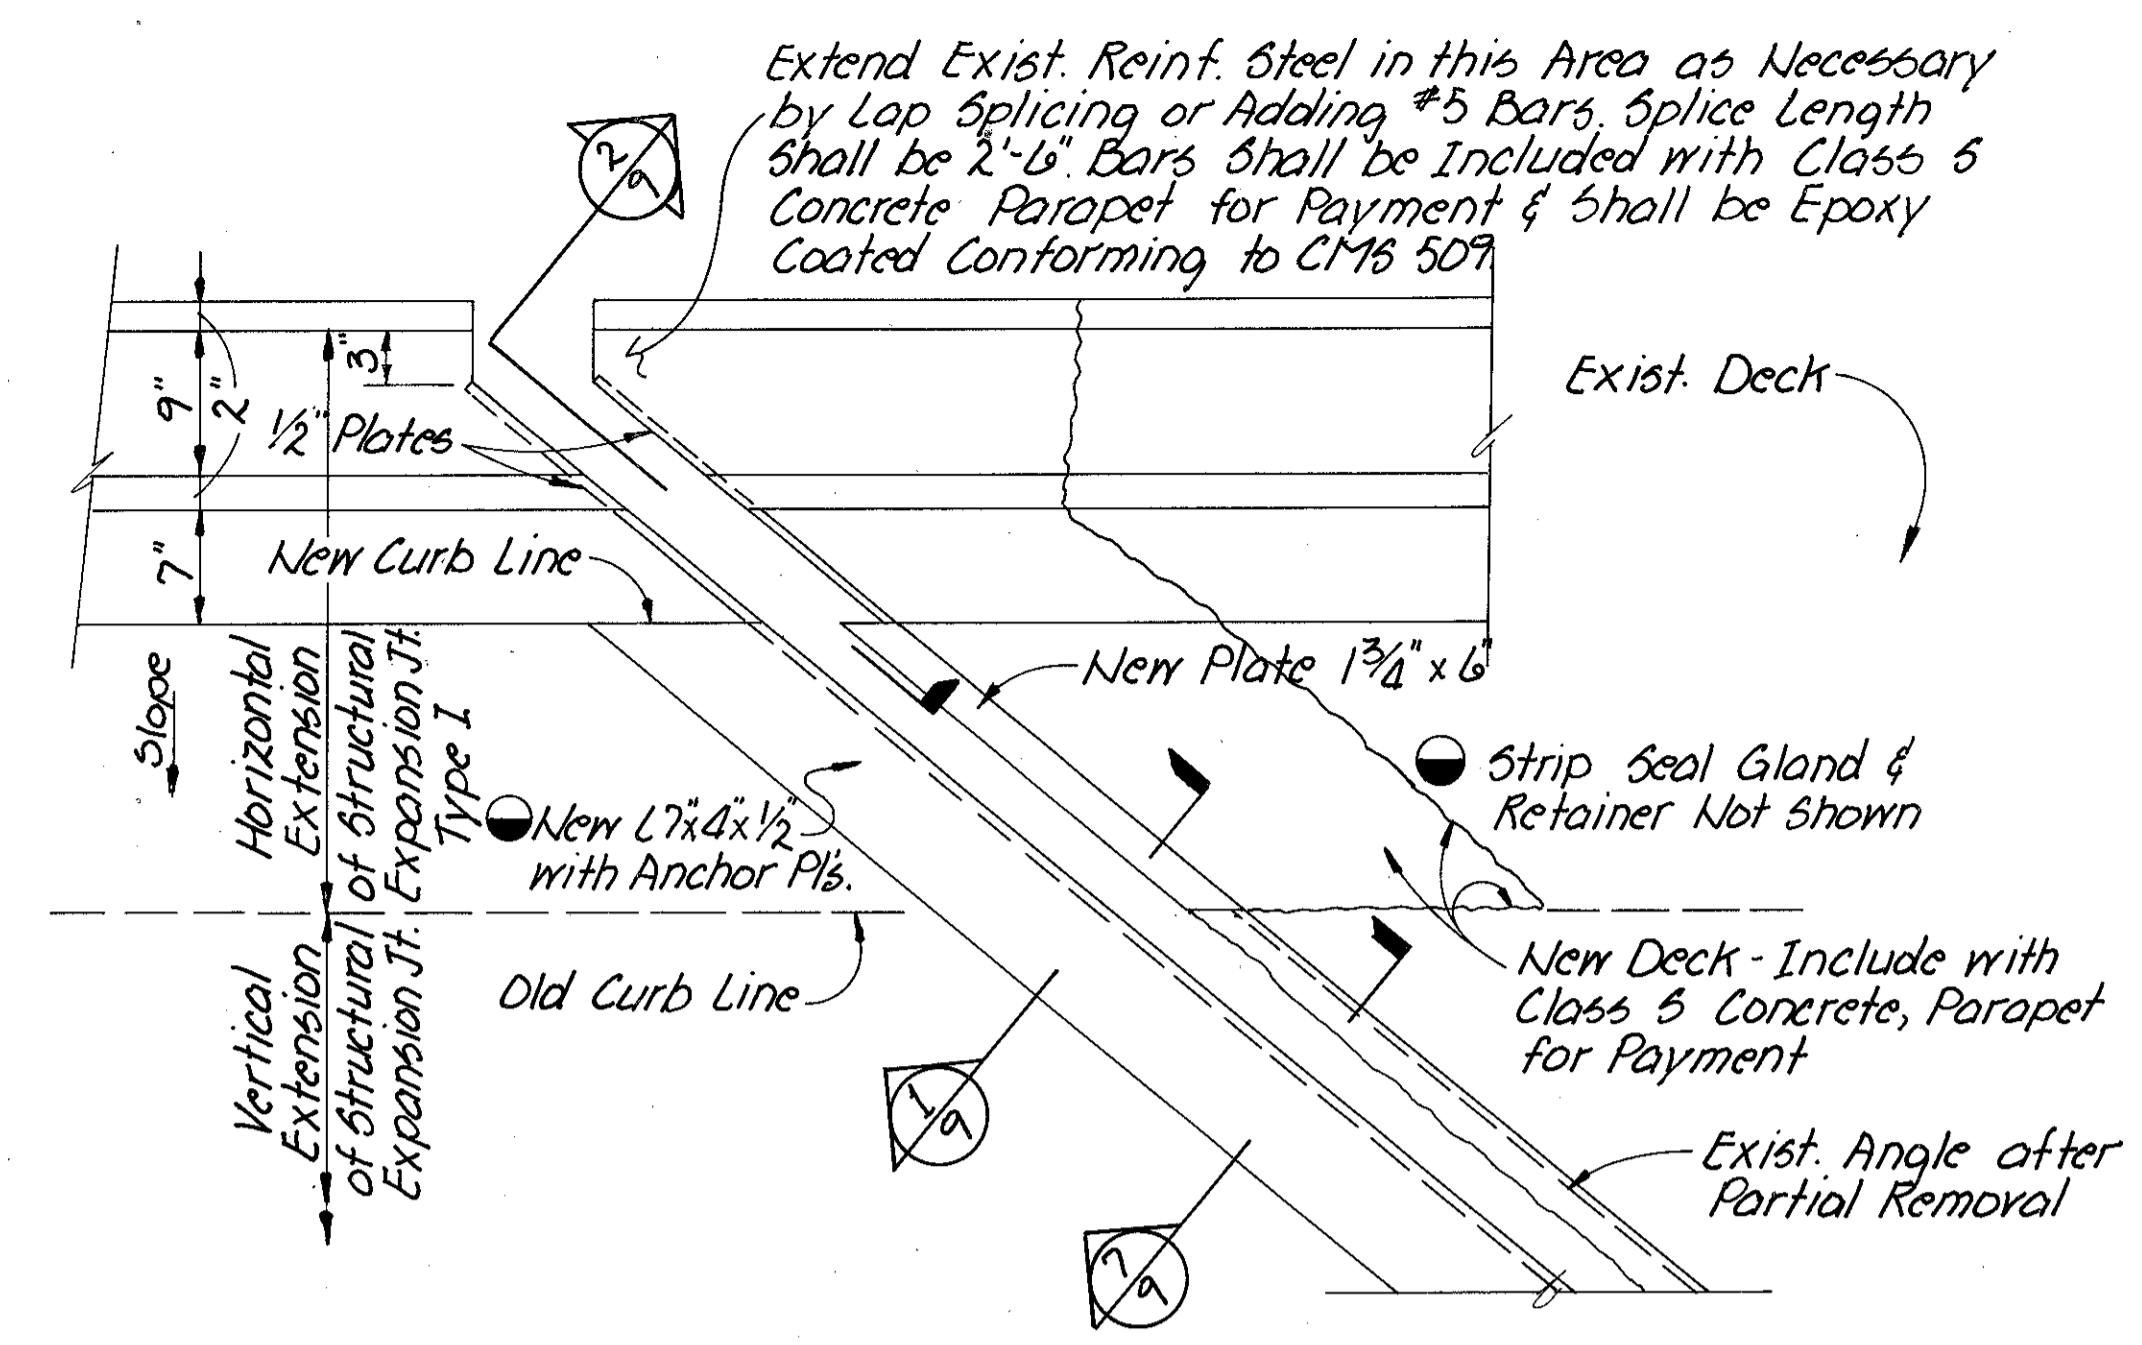 Extend Exist. Reinf. Steel in this Area as Necessary
by Lap Splicing or Adding #5 Bars. Splice Length
Shall be 2'-6". Bars Shall be Included with Class S
Concrete Parapet for Payment & Shall be Epoxy
Coated Conforming to CMS 509
2
9
3"
9"
2"
Exist. Deck
1/2" Plates
7"
New Curb Line
New Plate 1 3/4" x 6"
Slope
Horizontal
Extension
of Structural
Expansion Jt.
Type I
Strip Seal Gland &
Retainer Not Shown
New L7"x4"x1/2"
with Anchor Pl's.
Old Curb Line
New Deck - Include with
Class S Concrete, Parapet
for Payment
Vertical
Extension
of Structural
Expansion Jt.
1
9
Exist. Angle after
Partial Removal
7
9